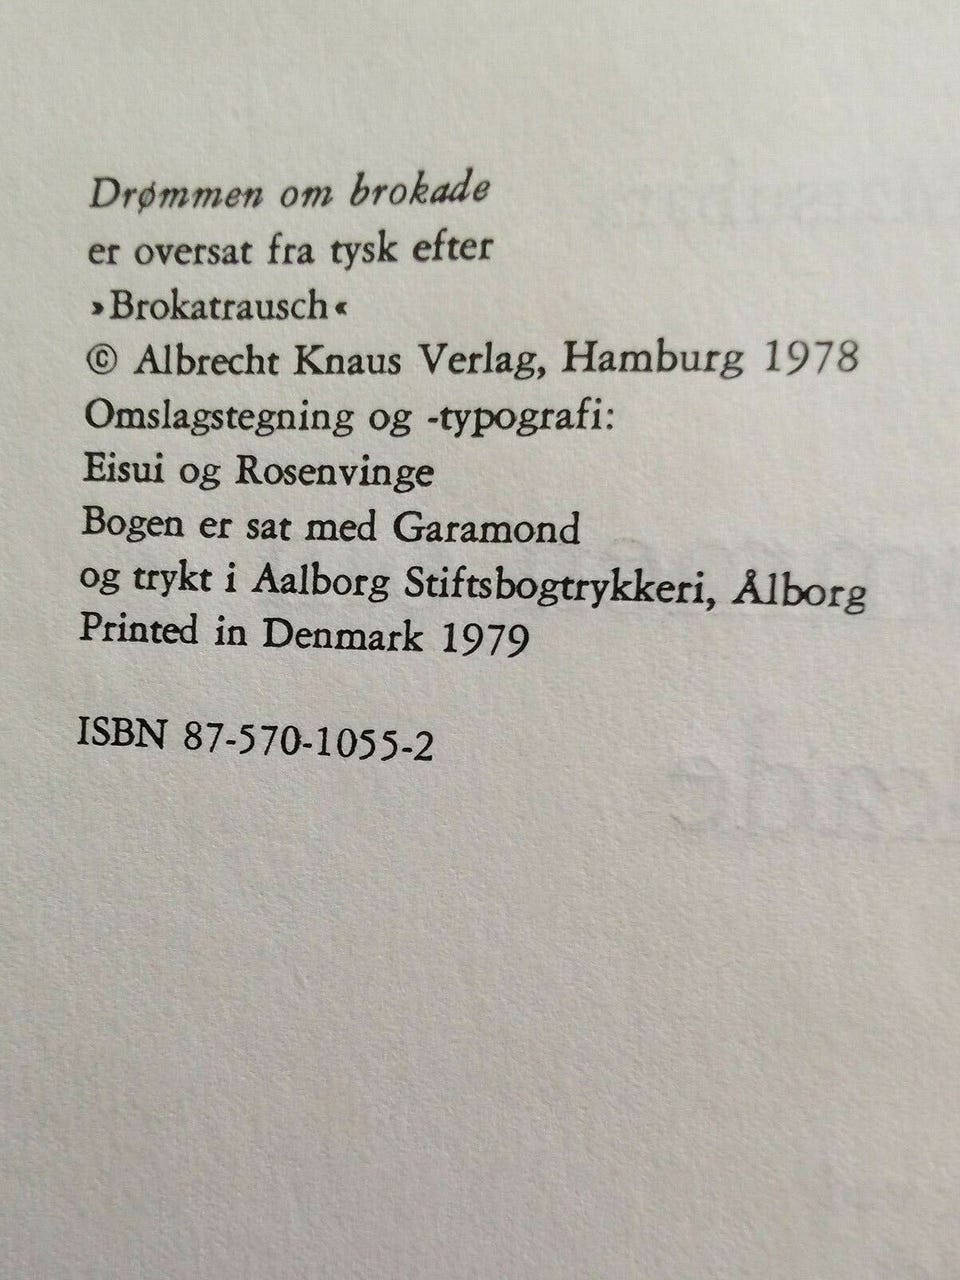 Drømmen om brokade
er oversat fra tysk efter
»Brokatrausch«
© Albrecht Knaus Verlag, Hamburg 1978
Omslagstegning og -typografi:
Eisui og Rosenvinge
Bogen er sat med Garamond
og trykt i Aalborg Stiftsbogtrykkeri, Ålborg
Printed in Denmark 1979
ISBN 87-570-1055-2